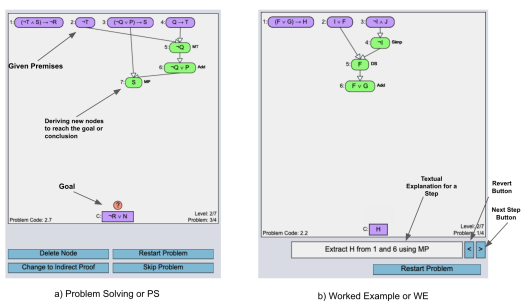 1: (¬T ∧ S) → ¬R 2: ¬T 3: (¬Q ∨ P) → S 4: Q → T
5: ¬Q MT
6: ¬Q ∨ P Add
7: S MP
Given Premises
Deriving new nodes
to reach the goal or
conclusion
Goal
?
C: ¬R ∨ N
Problem Code: 2.7
Level: 2/7
Problem: 3/4
Delete Node Restart Problem
Change to Indirect Proof Skip Problem
a) Problem Solving or PS
1: (F ∨ G) → H 2: I ∨ F 3: ¬I ∧ J
4: ¬I Simp
5: F DS
6: F ∨ G Add
Textual
Explanation for a
Step
Revert
Button
Next Step
Button
C: H
Problem Code: 2.2
Level: 2/7
Problem: 1/4
Extract H from 1 and 6 using MP < >
Restart Problem
b) Worked Example or WE